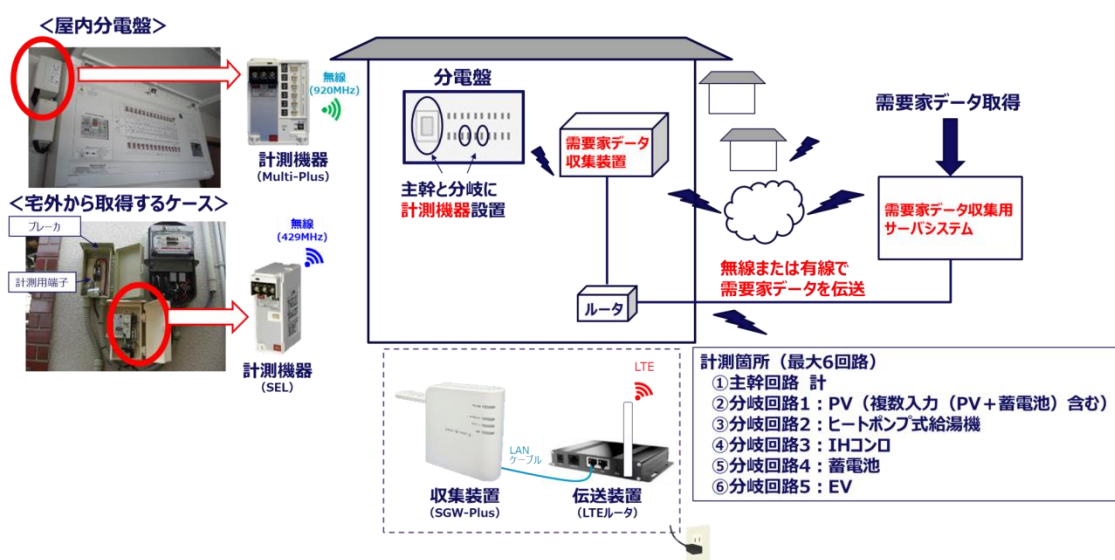 ＜屋内分電盤＞
無線
(920MHz)
計測機器
(Multi-Plus)
＜宅外から取得するケース＞
ブレーカ
計測用端子
無線
(429MHz)
計測機器
(SEL)
分電盤
主幹と分岐に
計測機器設置
需要家データ
収集装置
ルータ
需要家データ取得
需要家データ収集用
サーバシステム
無線または有線で
需要家データを伝送
LTE
LAN
ケーブル
収集装置
(SGW-Plus)
伝送装置
(LTEルータ)
計測箇所（最大6回路）
①主幹回路 計
②分岐回路1：PV（複数入力（PV＋蓄電池）含む）
③分岐回路2：ヒートポンプ式給湯機
④分岐回路3：IHコンロ
⑤分岐回路4：蓄電池
⑥分岐回路5：EV